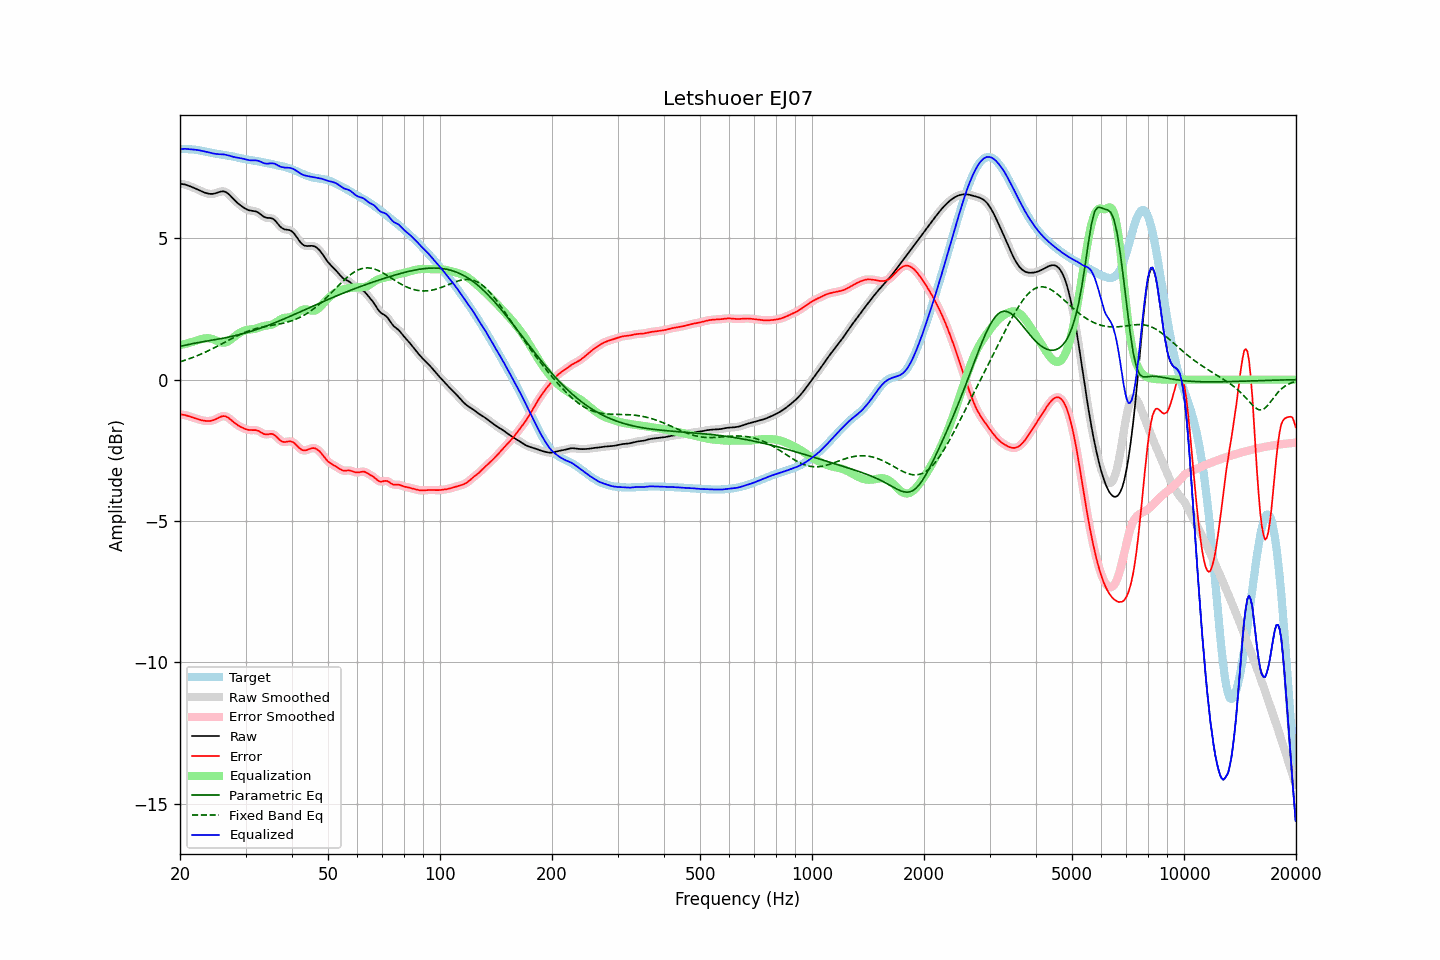 Letshuoer EJ07
Amplitude (dBr)
5
0
−5
−10
−15
Target
Raw Smoothed
Error Smoothed
Raw
Error
Equalization
Parametric Eq
Fixed Band Eq
Equalized
20 50 100 200 500 1000 2000 5000 10000 20000
Frequency (Hz)